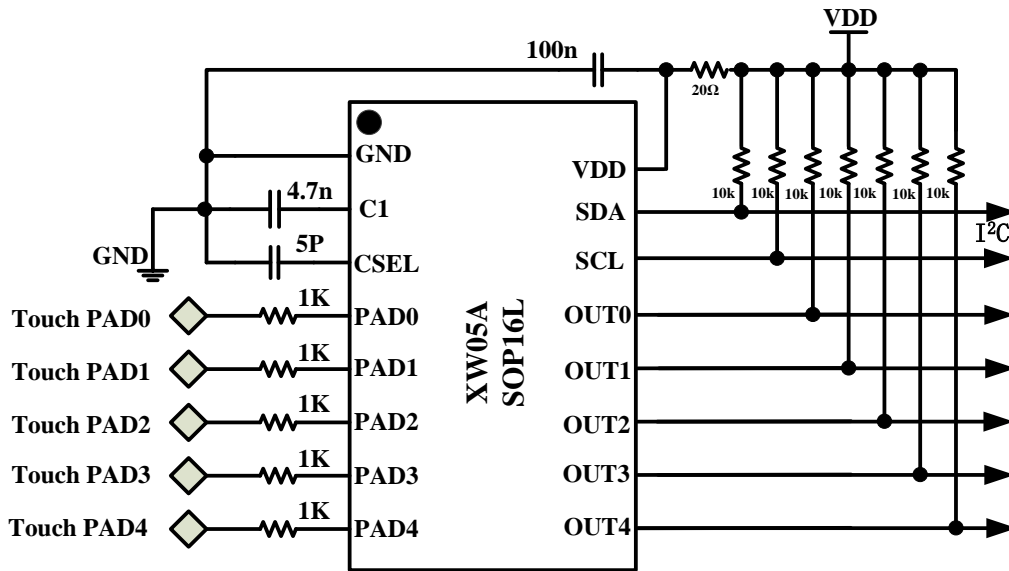 VDD
100n
20Ω
GND
VDD
10k
10k
10k
10k
10k
10k
10k
4.7n
C1
SDA
I²C
5P
GND
CSEL
SCL
XW05A
SOP16L
Touch PAD0
1K
PAD0
OUT0
Touch PAD1
1K
PAD1
OUT1
Touch PAD2
1K
PAD2
OUT2
Touch PAD3
1K
PAD3
OUT3
Touch PAD4
1K
PAD4
OUT4